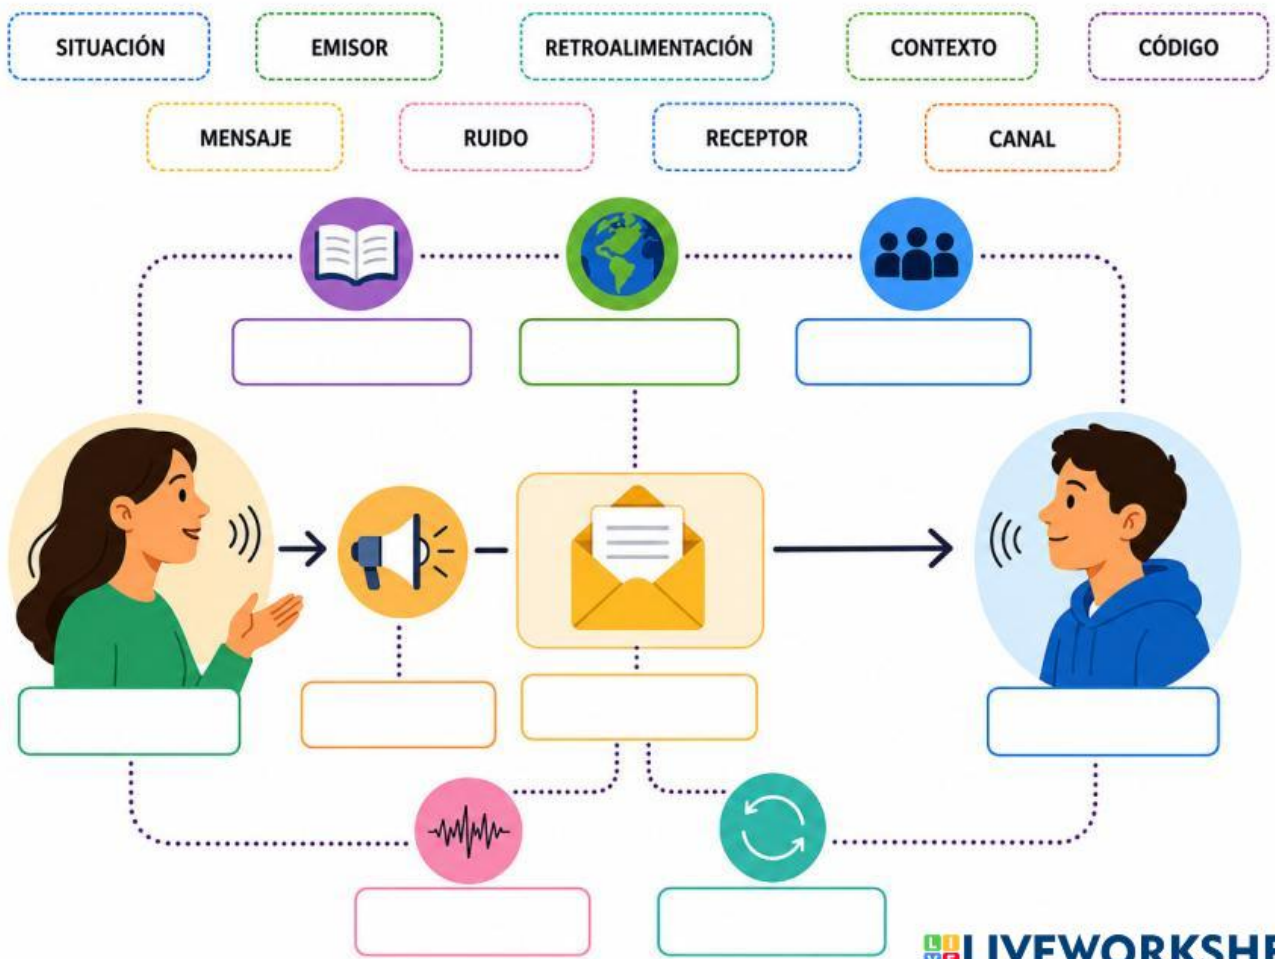 SITUACIÓN EMISOR RETROALIMENTACIÓN CONTEXTO CÓDIGO
MENSAJE RUIDO RECEPTOR CANAL